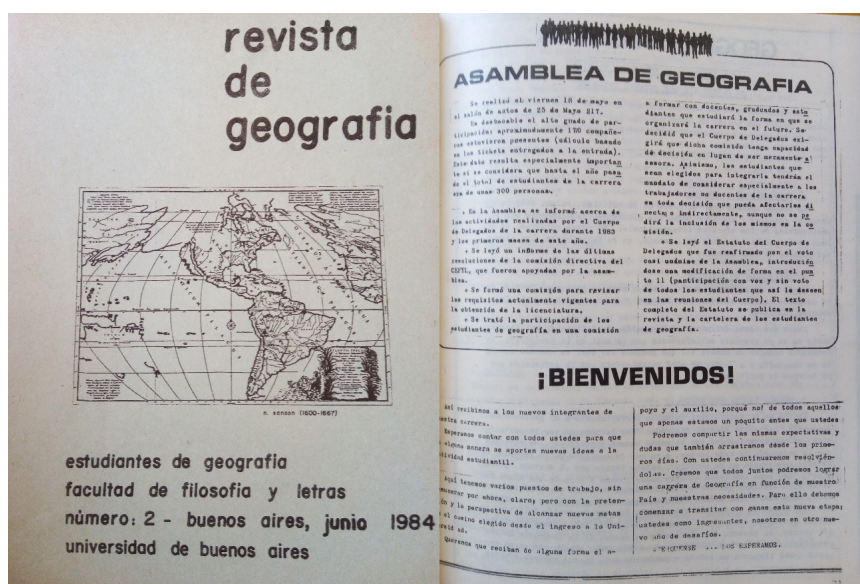 revista
de
geografia
n. sanson (1600-1667)
estudiantes de geografia
facultad de filosofia y letras
número: 2 - buenos aires, junio 1984
universidad de buenos aires
ASAMBLEA DE GEOGRAFIA
Se realizó el viernes 18 de mayo en
el salón de actos de 25 de Mayo 217.
Es destacable el alto grado de par-
ticipación: aproximadamente 170 compañe-
ros estuvieron presentes (cálculo basado
en los tickets entregados a la entrada).
Este dato resulta especialmente importan
te si se considera que hasta el año pasa
do el total de estudiantes de la carrera
era de unas 300 personas.
* En la Asamblea se informó acerca de
las actividades realizadas por el Cuerpo
de Delegados de la carrera durante 1983
y los primeros meses de este año.
* Se leyó un informe de las últimas
resoluciones de la comisión directiva del
que fueron apoyadas por la asam-
blea.
* Se formó una comisión para revisar
los requisitos actualmente vigentes para
la obtención de la licenciatura.
* Se trató la participación de los
estudiantes de geografía en una comisión
a formar con docentes, graduados y estu
diantes que estudiará la forma en que se
organizará la carrera en el futuro. Se
decidió que el Cuerpo de Delegados exi-
girá que dicha comisión tenga capacidad
de decisión en lugar de ser meramente a
sesora. Asimismo, los estudiantes que
sean elegidos para integrarla tendrán el
mandato de considerar especialmente a los
trabajadores no docentes de la carrera
en toda decisión que pueda afectarlos di
recta o indirectamente, aunque no se pe
dirá la inclusión de los mismos en la co
misión.
* Se leyó el Estatuto del Cuerpo de
Delegados que fue reafirmado por el voto
casi unánime de la Asamblea, introducién
dose una modificación de forma en el pun
to 11 (participación con voz y sin voto
de todos los estudiantes que así lo deseen
en las reuniones del Cuerpo). El texto
completo del Estatuto se publica en la
revista y la cartelera de los estudiantes
de geografía.
¡BIENVENIDOS!
Así recibimos a los nuevos integrantes de
nuestra carrera.
Esperamos contar con todos ustedes para que
de alguna manera se aporten nuevas ideas a la
actividad estudiantil.
Aquí tenemos varios puntos de trabajo, sin
enumerar por ahora, claro; pero con la preten-
sión y la perspectiva de alcanzar nuevas metas
en el camino elegido desde el ingreso a la Uni-
versidad.
Queremos que reciban de alguna forma el a-
poyo y el auxilio, porqué no! de todos aquellos
que apenas estamos un poquito antes que ustedes
Podremos compartir las mismas expectativas y
dudas que también arrastramos desde los prime-
ros días. Con ustedes continuaremos resolvién-
dolas. Creemos que todos juntos podremos lograr
una carrera de Geografía en función de nuestro
País y nuestras necesidades. Para ello debemos
comenzar a transitar con ganas esta nueva etapa;
ustedes como ingresantes, nosotros en otro nue-
vo año de desafíos.
ACERQUENSE ... LOS ESPERAMOS.